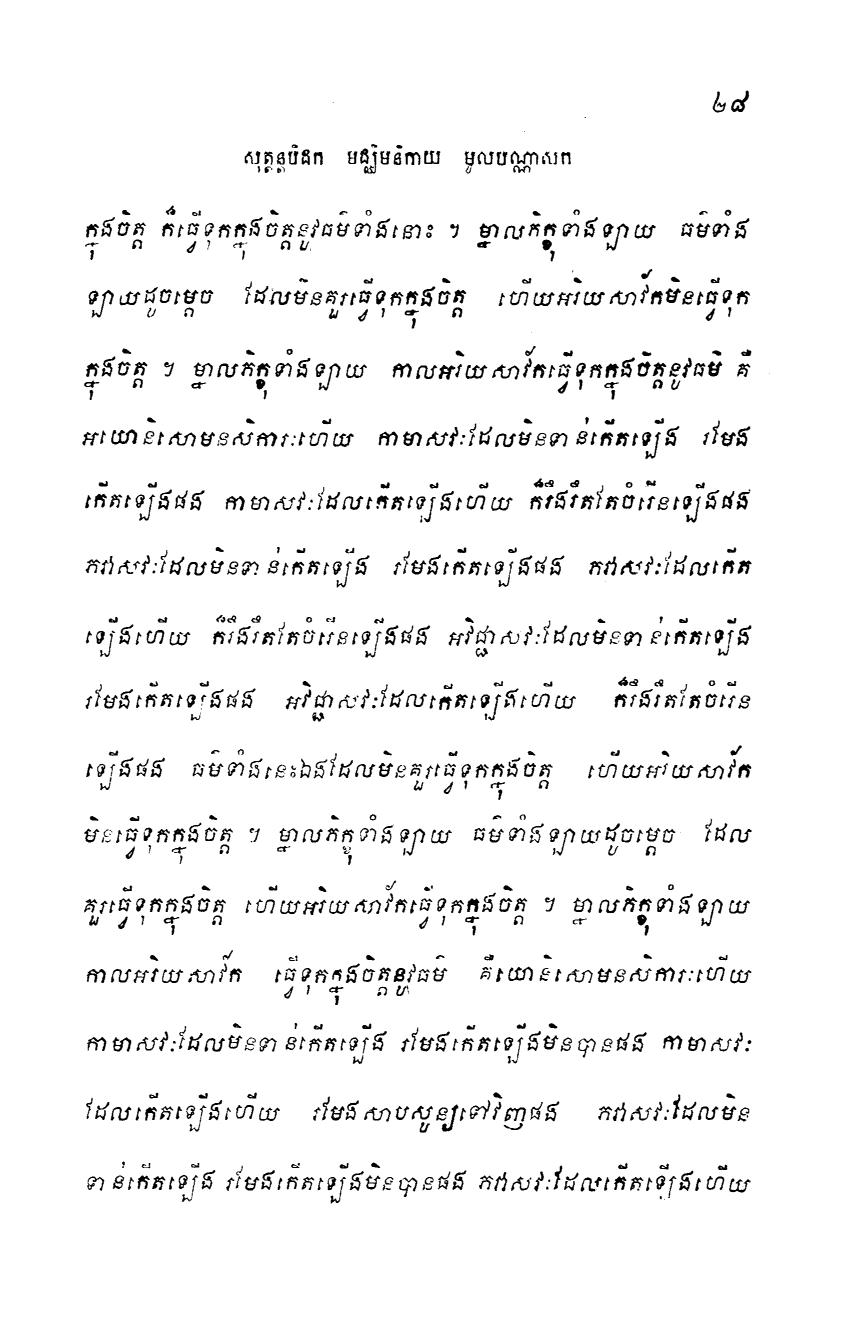 ២៨
សុត្តន្តបិដក មជ្ឈិមនិកាយ មូលបណ្ណាសក
ក្នុងចិត្ត ក៏ធ្វើទុកក្នុងចិត្តនូវធម៌ទាំងនោះ ។ ម្នាលភិក្ខុទាំងឡាយ ធម៌ទាំង
ឡាយដូចម្តេច ដែលមិនគួរធ្វើទុកក្នុងចិត្ត ហើយអរិយសាវ័កមិនធ្វើទុក
ក្នុងចិត្ត ។ ម្នាលភិក្ខុទាំងឡាយ កាលអរិយសាវ័កធ្វើទុកក្នុងចិត្តនូវធម៌ គឺ
អយោនិសោមនសិការៈហើយ កាមាសវៈដែលមិនទាន់កើតឡើង រមែង
កើតឡើងផង កាមាសវៈដែលកើតឡើងហើយ ក៏រឹងរឹតតែចំរើនឡើងផង
ភវាសវៈដែលមិនទាន់កើតឡើង រមែងកើតឡើងផង ភវាសវៈដែលកើត
ឡើងហើយ ក៏រឹងរឹតតែចំរើនឡើងផង អវិជ្ជាសវៈដែលមិនទាន់កើតឡើង
រមែងកើតឡើងផង អវិជ្ជាសវៈដែលកើតឡើងហើយ ក៏រឹងរឹតតែចំរើន
ឡើងផង ធម៌ទាំងនេះឯងដែលមិនគួរធ្វើទុកក្នុងចិត្ត ហើយអរិយសាវ័ក
មិនធ្វើទុកក្នុងចិត្ត ។ ម្នាលភិក្ខុទាំងឡាយ ធម៌ទាំងឡាយដូចម្តេច ដែល
គួរធ្វើទុកក្នុងចិត្ត ហើយអរិយសាវ័កធ្វើទុកក្នុងចិត្ត ។ ម្នាលភិក្ខុទាំងឡាយ
កាលអរិយសាវ័ក ធ្វើទុកក្នុងចិត្តនូវធម៌ គឺយោនិសោមនសិការៈហើយ
កាមាសវៈដែលមិនទាន់កើតឡើង រមែងកើតឡើងមិនបានផង កាមាសវៈ
ដែលកើតឡើងហើយ រមែងសាបសូន្យទៅវិញផង ភវាសវៈដែលមិន
ទាន់កើតឡើង រមែងកើតឡើងមិនបានផង ភវាសវៈដែលកើតឡើងហើយ